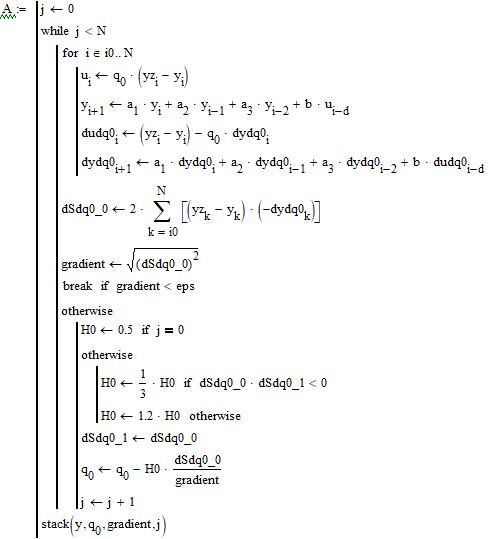 A := j ← 0
while j < N
for i ∈ i0.. N
u_i ← q_0 · (yz_i − y_i)
y_{i+1} ← a_1 · y_i + a_2 · y_{i−1} + a_3 · y_{i−2} + b · u_{i−d}
dudq0_i ← (yz_i − y_i) − q_0 · dydq0_i
dydq0_{i+1} ← a_1 · dydq0_i + a_2 · dydq0_{i−1} + a_3 · dydq0_{i−2} + b · dudq0_{i−d}
dSdq0_0 ← 2 · ∑_{k = i0}^{N} [(yz_k − y_k) · (−dydq0_k)]
gradient ← √(dSdq0_0)^2
break if gradient < eps
otherwise
H0 ← 0.5 if j = 0
otherwise
H0 ← 1/3 · H0 if dSdq0_0 · dSdq0_1 < 0
H0 ← 1.2 · H0 otherwise
dSdq0_1 ← dSdq0_0
q_0 ← q_0 − H0 · dSdq0_0/gradient
j ← j + 1
stack(y, q_0, gradient, j)